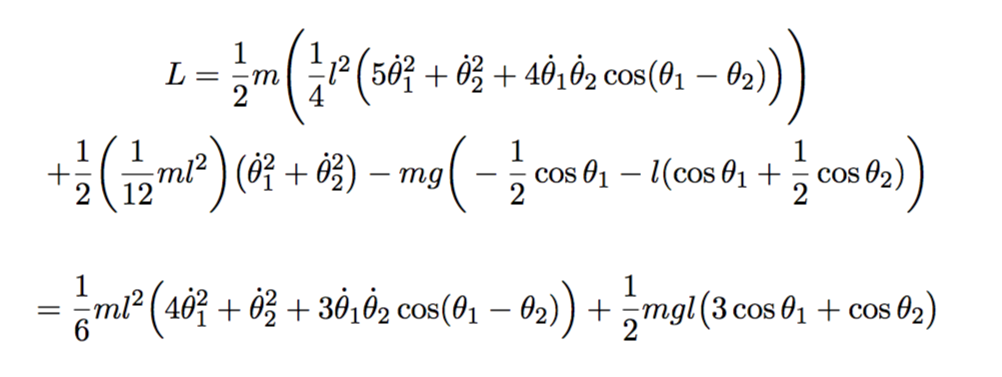 L = \frac{1}{2}m\left(\frac{1}{4}l^2\left(5\dot{\theta}_1^2 + \dot{\theta}_2^2 + 4\dot{\theta}_1\dot{\theta}_2\cos(\theta_1 - \theta_2)\right)\right)
+\frac{1}{2}\left(\frac{1}{12}ml^2\right)(\dot{\theta}_1^2 + \dot{\theta}_2^2) - mg\left(-\frac{1}{2}\cos\theta_1 - l(\cos\theta_1 + \frac{1}{2}\cos\theta_2)\right)
= \frac{1}{6}ml^2\left(4\dot{\theta}_1^2 + \dot{\theta}_2^2 + 3\dot{\theta}_1\dot{\theta}_2\cos(\theta_1 - \theta_2)\right) + \frac{1}{2}mgl(3\cos\theta_1 + \cos\theta_2)